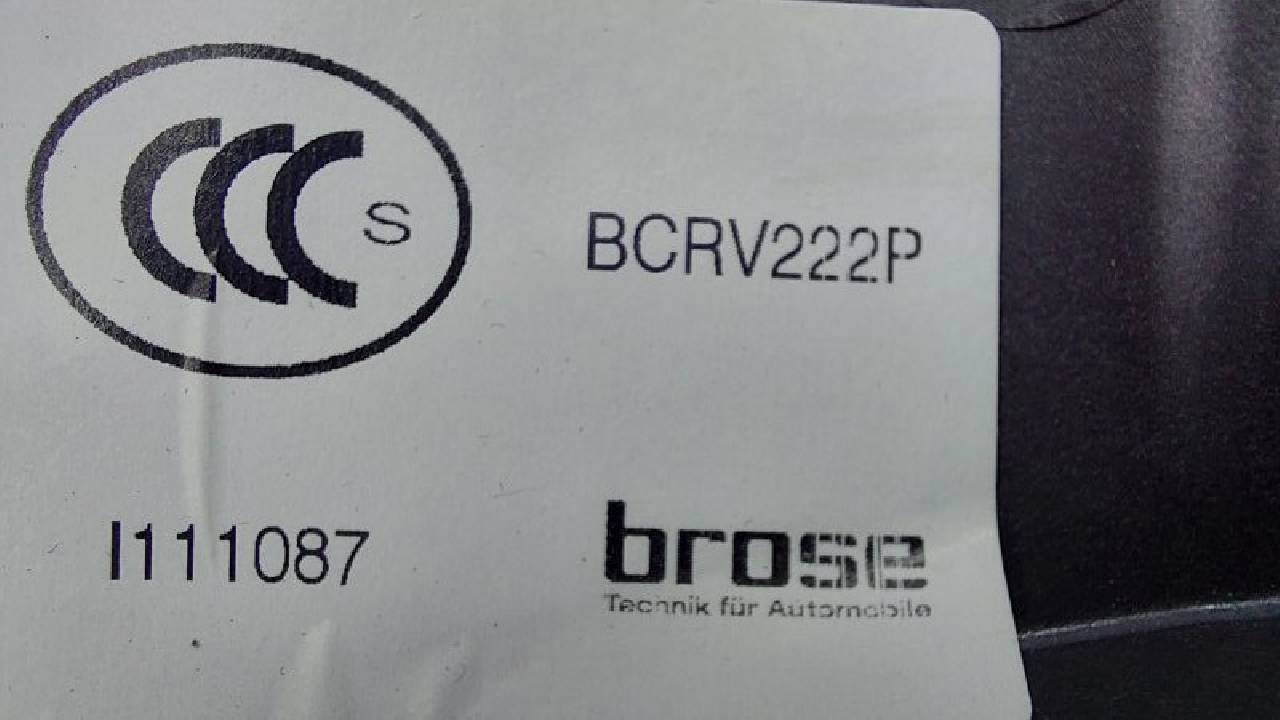 CCC S
BCRV222P
I111087
brose
Technik für Automobile